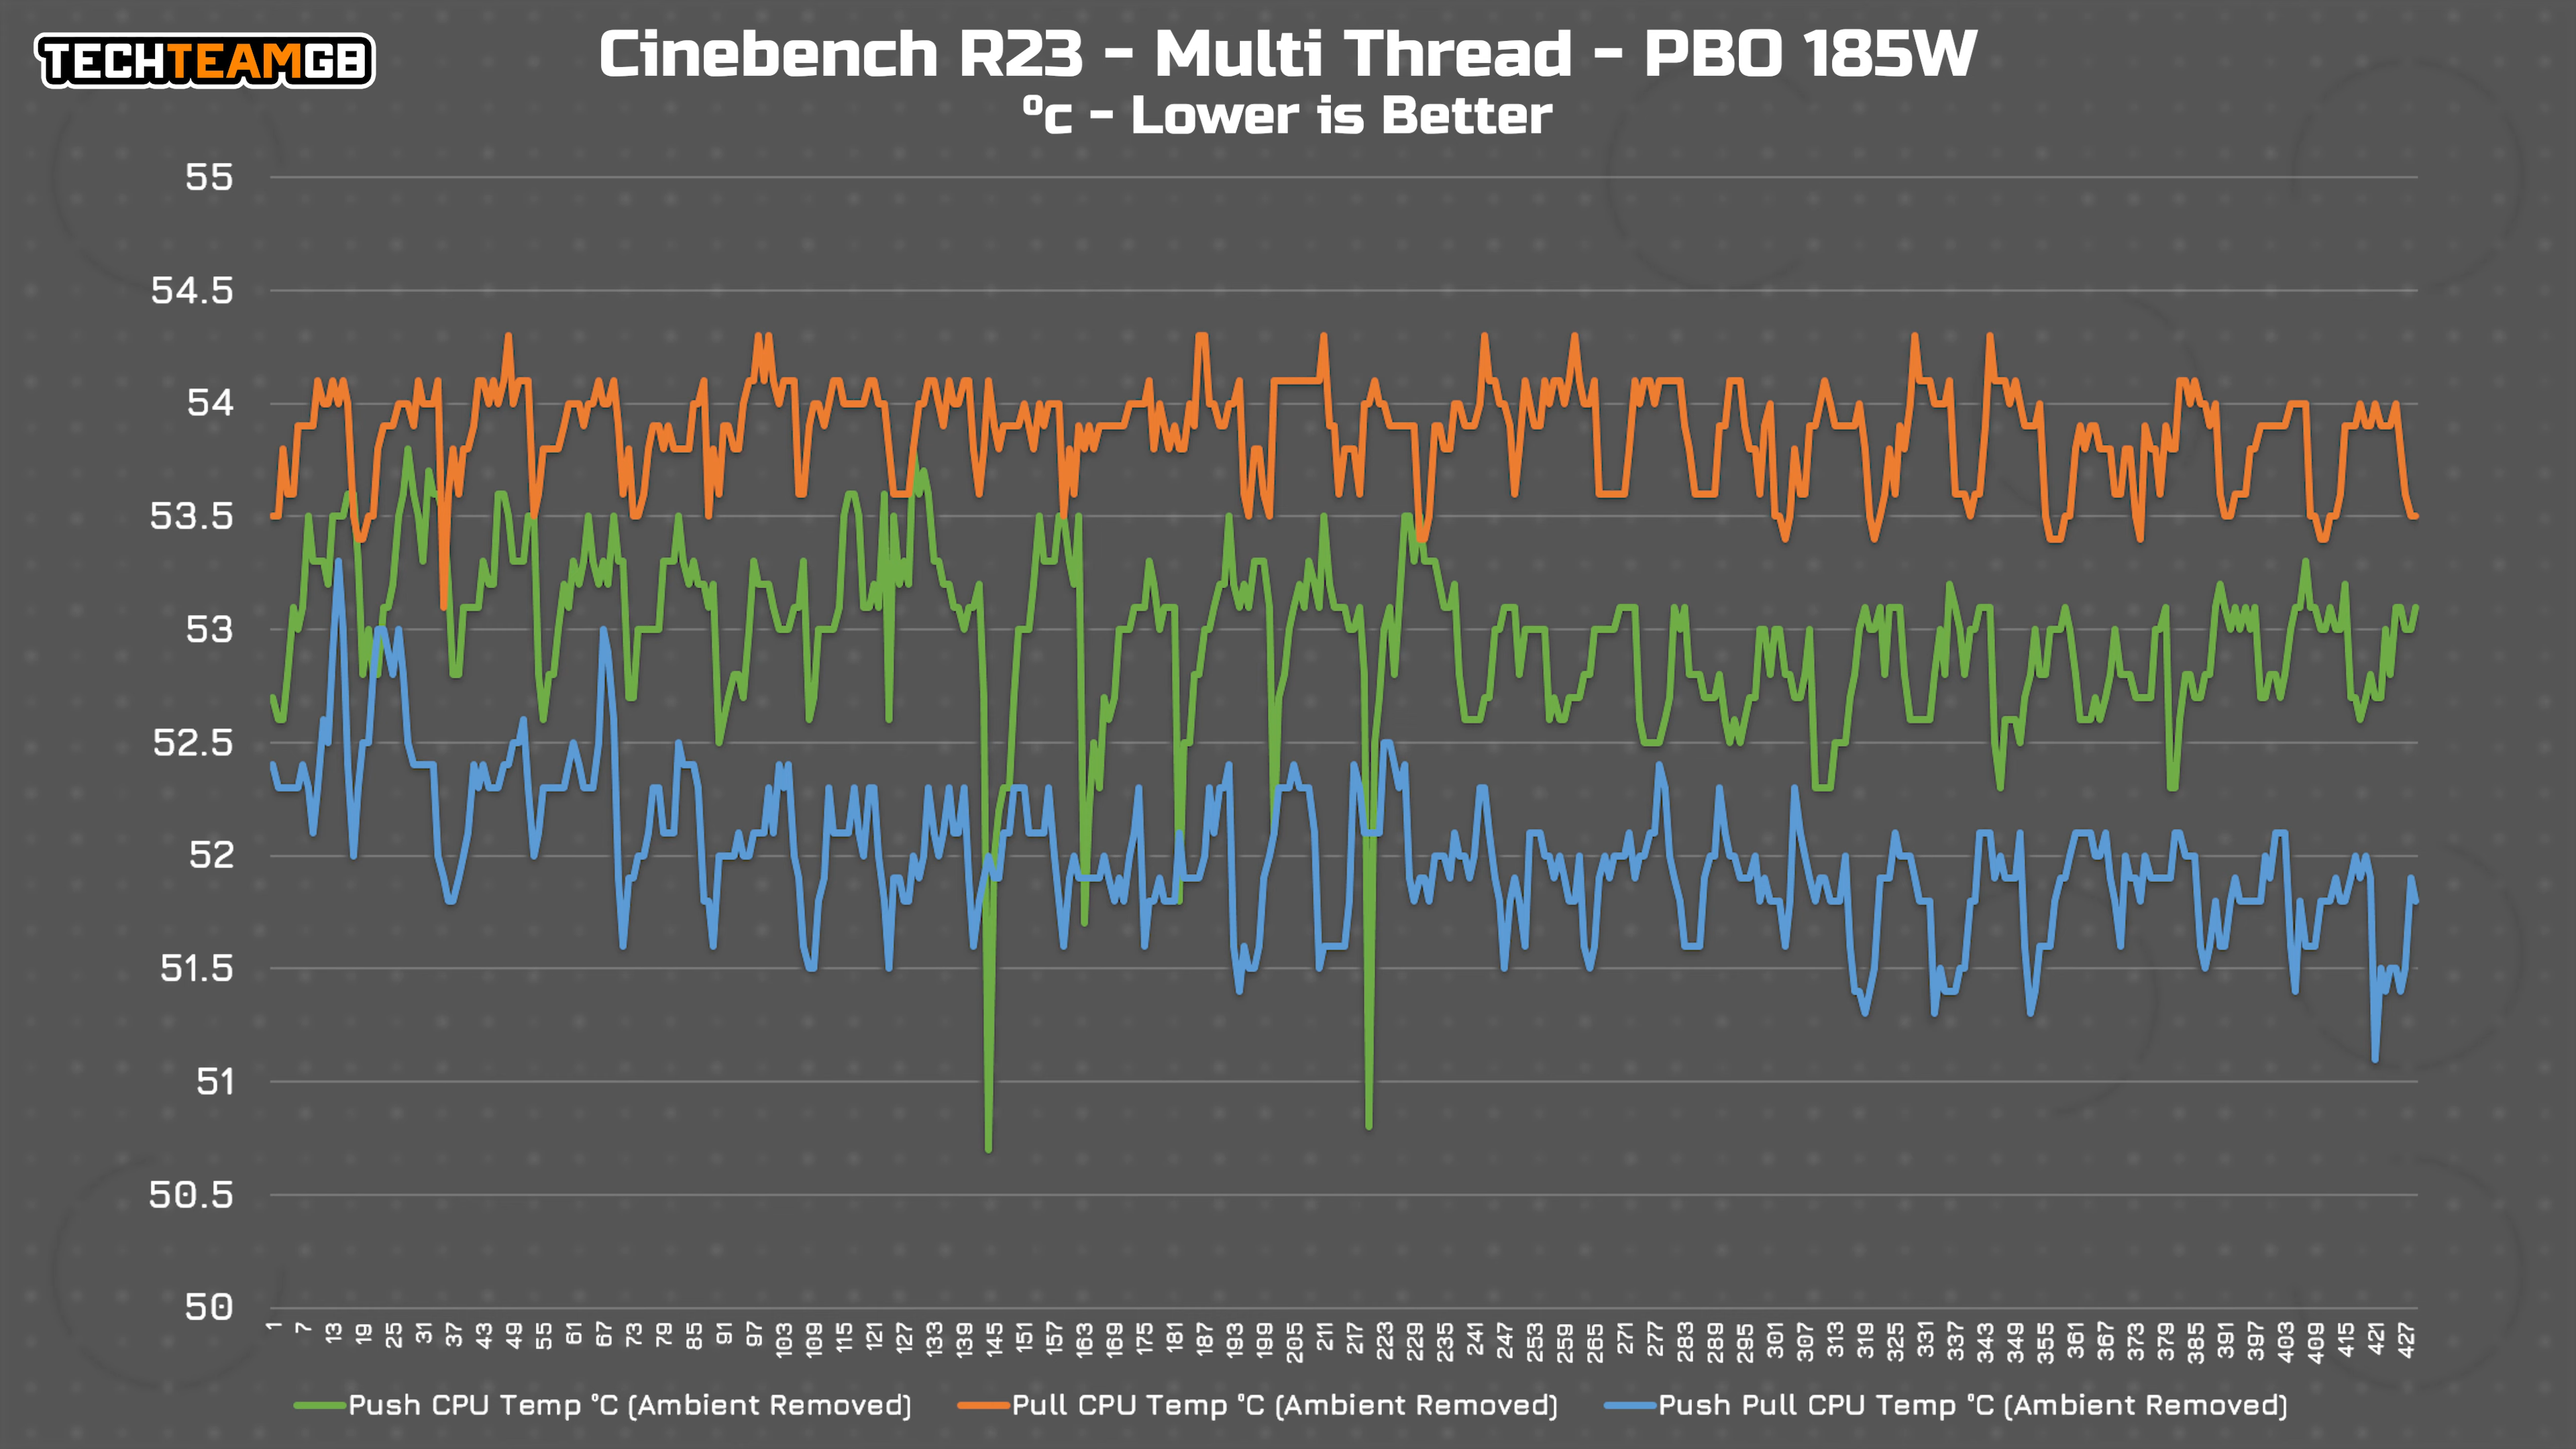 TECHTEAMGB
Cinebench R23 - Multi Thread - PBO 185W
ºc - Lower is Better
55
54.5
54
53.5
53
52.5
52
51.5
51
50.5
50
1 7 13 19 25 31 37 43 49 55 61 67 73 79 85 91 97 103 109 115 121 127 133 139 145 151 157 163 169 175 181 187 193 199 205 211 217 223 229 235 241 247 253 259 265 271 277 283 289 295 301 307 313 319 325 331 337 343 349 355 361 367 373 379 385 391 397 403 409 415 421 427
Push CPU Temp °C (Ambient Removed) Pull CPU Temp °C (Ambient Removed) Push Pull CPU Temp °C (Ambient Removed)